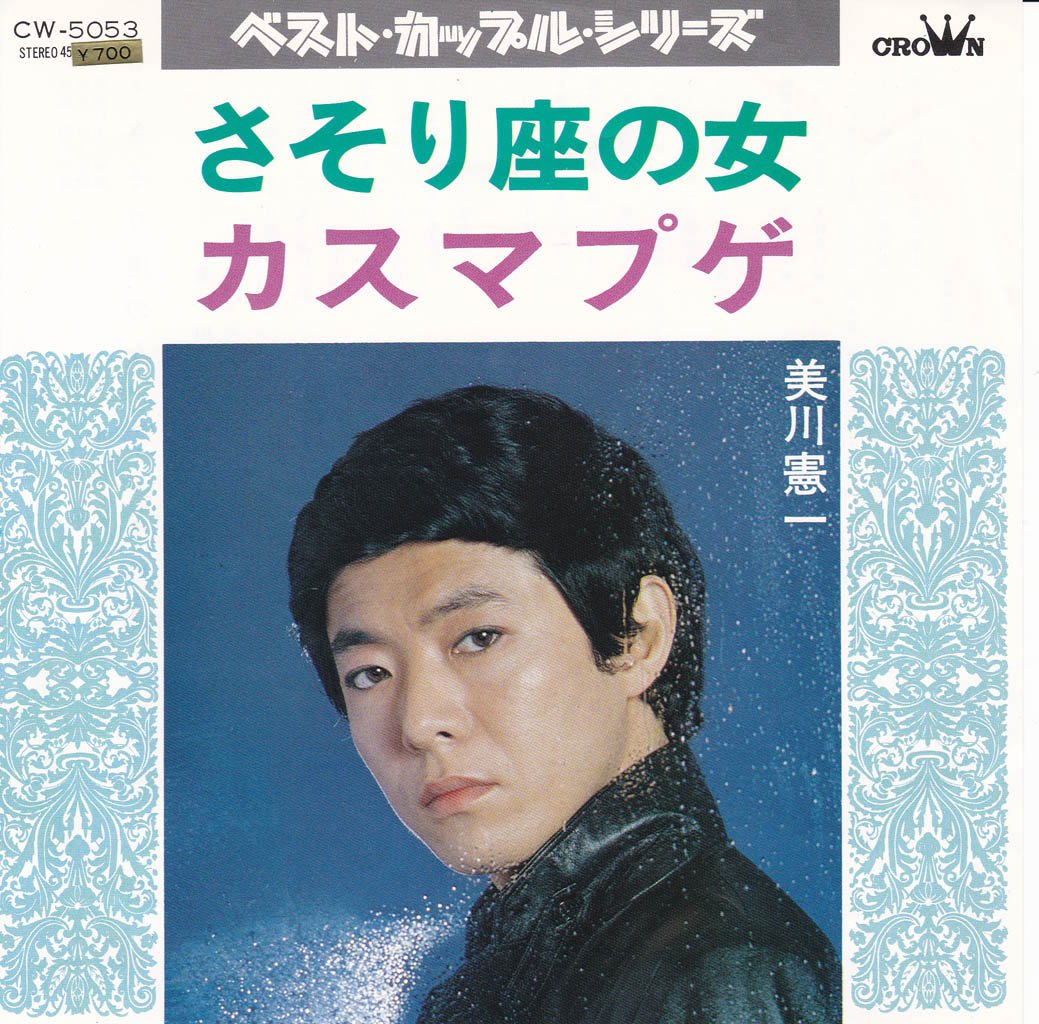 CW-5053
STEREO 45
¥700
ベスト・カップル・シリーズ
CROWN
さそり座の女
カスマプゲ
美川憲一